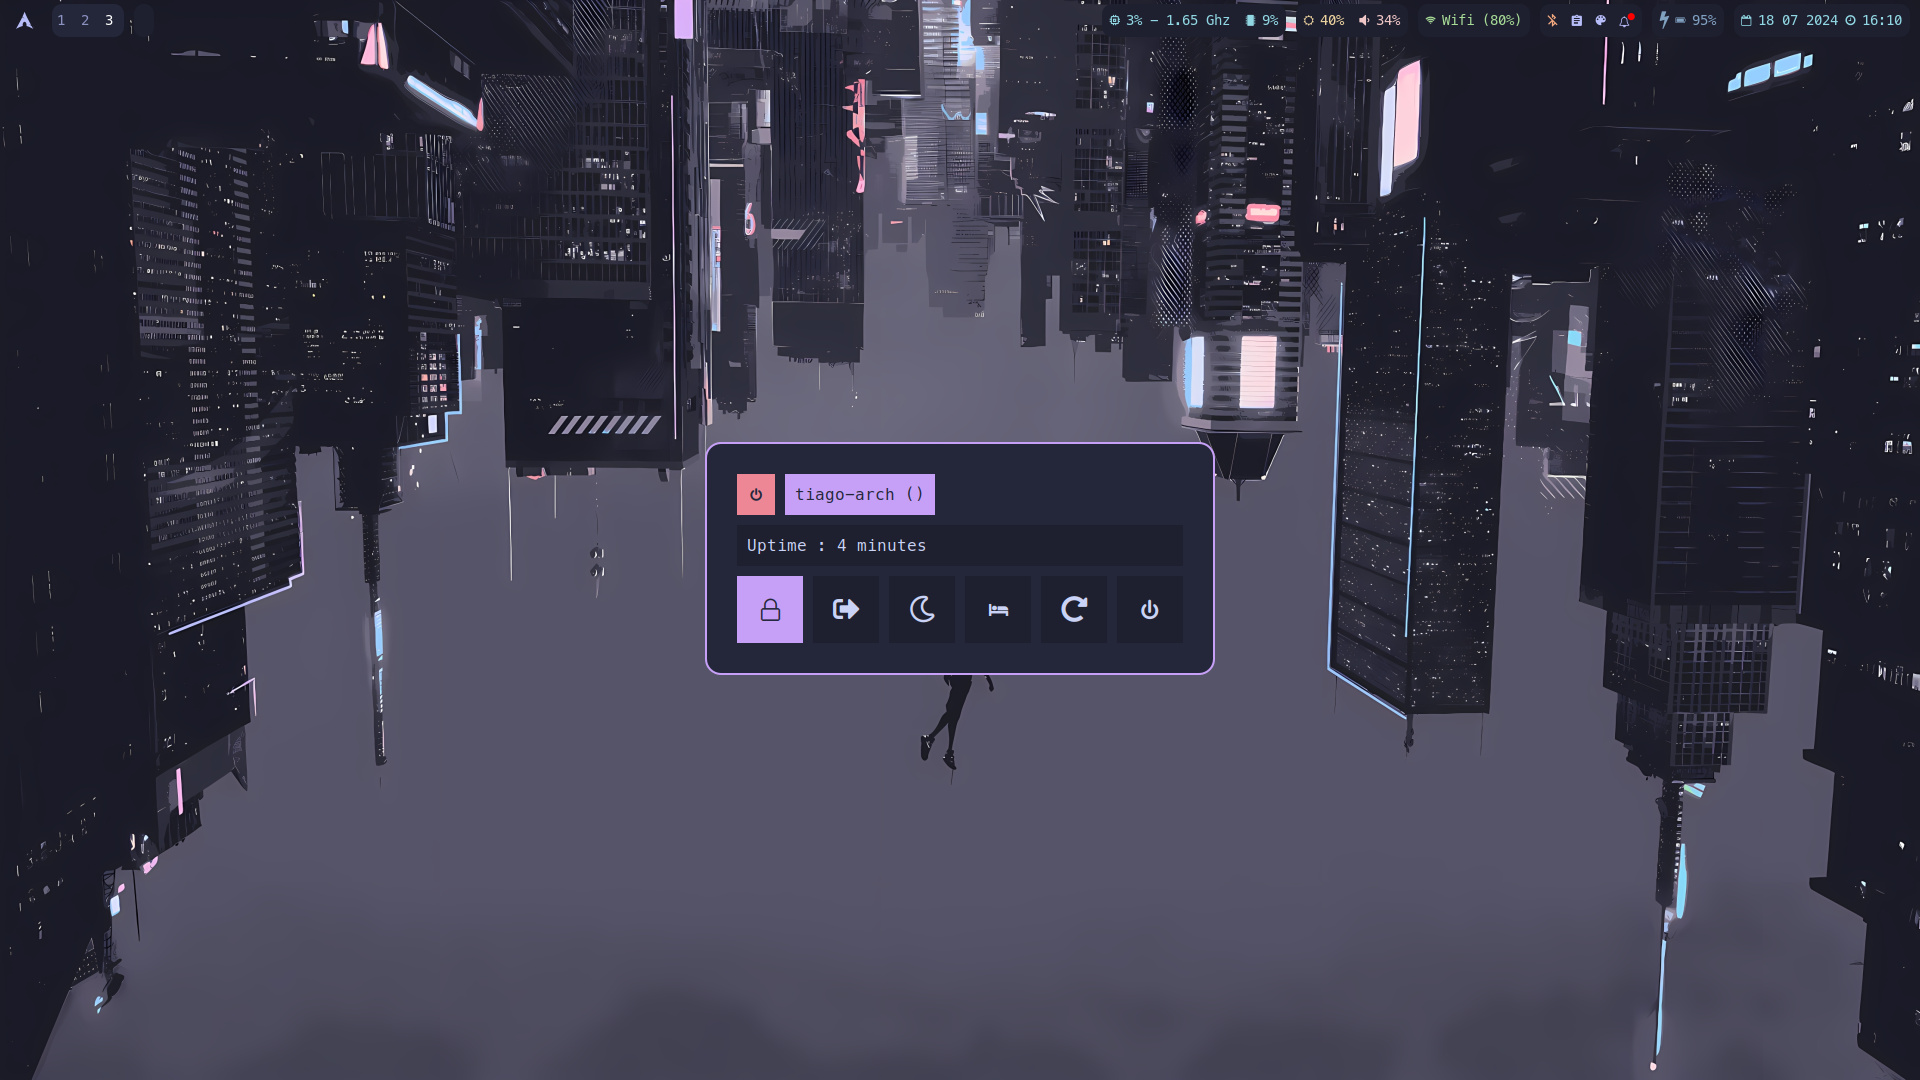 1 2 3
3% – 1.65 Ghz 9% 40% 34% Wifi (80%) 95% 18 07 2024 16:10
6
tiago-arch ()
Uptime : 4 minutes